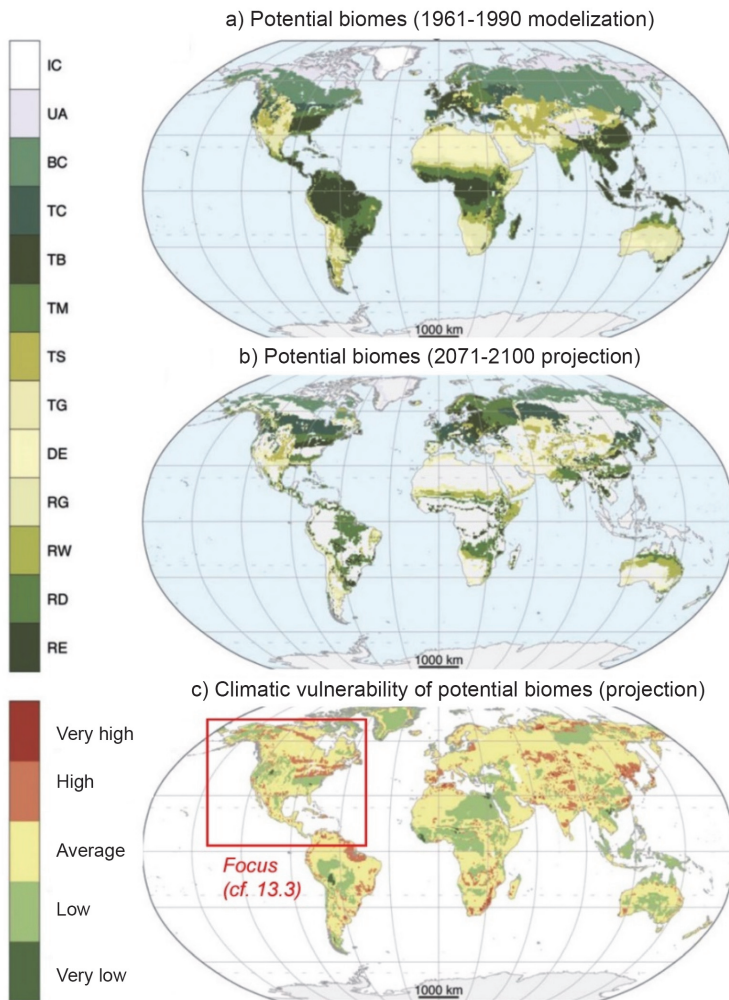 a) Potential biomes (1961-1990 modelization)
IC
UA
BC
TC
TB
TM
TS
TG
DE
RG
RW
RD
RE
1000 km
b) Potential biomes (2071-2100 projection)
1000 km
c) Climatic vulnerability of potential biomes (projection)
Very high
High
Average
Low
Very low
Focus
(cf. 13.3)
1000 km